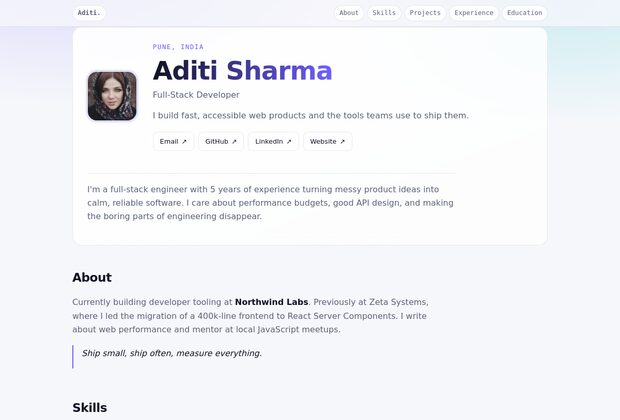 Aditi.
About
Skills
Projects
Experience
Education
PUNE, INDIA
Aditi Sharma
Full-Stack Developer
I build fast, accessible web products and the tools teams use to ship them.
Email ↗
GitHub ↗
LinkedIn ↗
Website ↗
I'm a full-stack engineer with 5 years of experience turning messy product ideas into
calm, reliable software. I care about performance budgets, good API design, and making
the boring parts of engineering disappear.
About
Currently building developer tooling at Northwind Labs. Previously at Zeta Systems,
where I led the migration of a 400k-line frontend to React Server Components. I write
about web performance and mentor at local JavaScript meetups.
Ship small, ship often, measure everything.
Skills